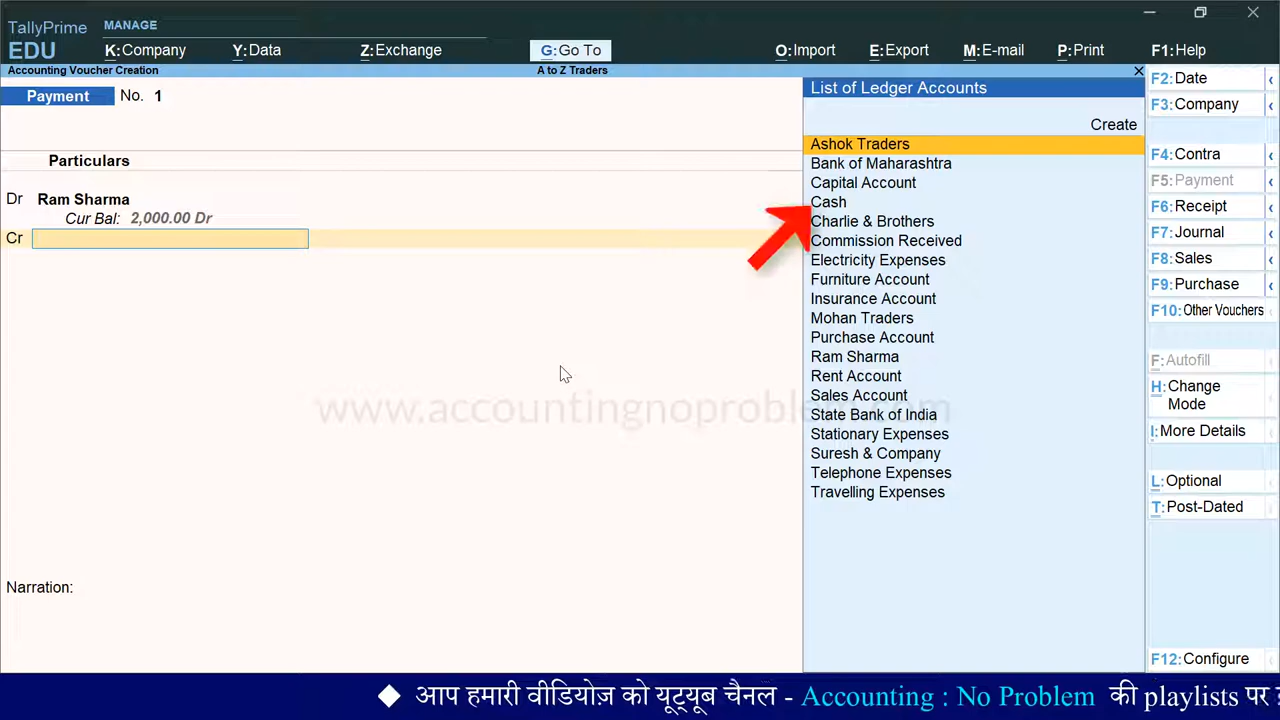 TallyPrime
EDU
MANAGE
K:Company Y:Data Z:Exchange G:Go To O:Import E:Export M:E-mail P:Print F1:Help
Accounting Voucher Creation A to Z Traders
Payment No. 1
Particulars
Dr Ram Sharma
Cur Bal: 2,000.00 Dr
Cr
Narration:
List of Ledger Accounts
Create
Ashok Traders
Bank of Maharashtra
Capital Account
Cash
Charlie & Brothers
Commission Received
Electricity Expenses
Furniture Account
Insurance Account
Mohan Traders
Purchase Account
Ram Sharma
Rent Account
Sales Account
State Bank of India
Stationary Expenses
Suresh & Company
Telephone Expenses
Travelling Expenses
F2:Date
F3:Company
F4:Contra
F5:Payment
F6:Receipt
F7:Journal
F8:Sales
F9:Purchase
F10:Other Vouchers
F:Autofill
H:Change
Mode
I:More Details
L:Optional
T:Post-Dated
F12:Configure
www.accountingnoproblem.com
◆ आप हमारी वीडियोज़ को यूट्यूब चैनल - Accounting : No Problem की playlists पर